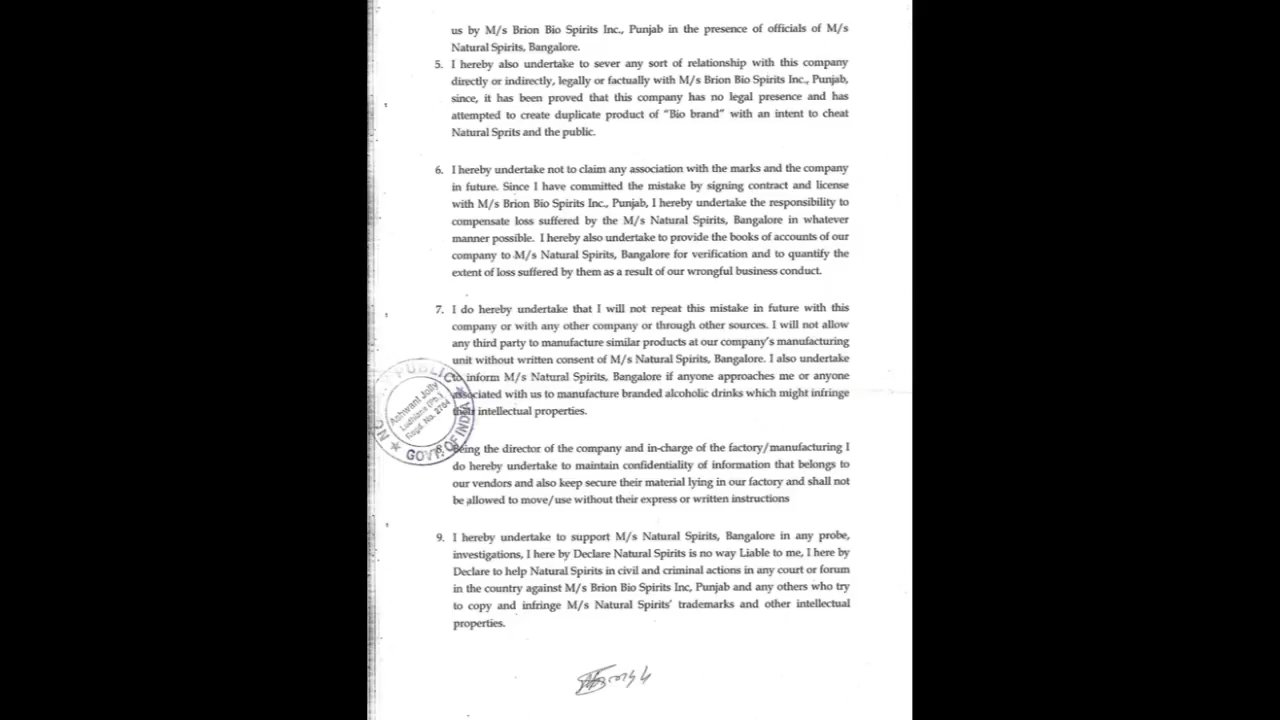 us by M/s Brion Bio Spirits Inc., Punjab in the presence of officials of M/s
Natural Spirits, Bangalore.
5. I hereby also undertake to sever any sort of relationship with this company
directly or indirectly, legally or factually with M/s Brion Bio Spirits Inc., Punjab,
since, it has been proved that this company has no legal presence and has
attempted to create duplicate product of “Bio brand” with an intent to cheat
Natural Sprits and the public.
6. I hereby undertake not to claim any association with the marks and the company
in future. Since I have committed the mistake by signing contract and license
with M/s Brion Bio Spirits Inc., Punjab, I hereby undertake the responsibility to
compensate loss suffered by the M/s Natural Spirits, Bangalore in whatever
manner possible. I hereby also undertake to provide the books of accounts of our
company to M/s Natural Spirits, Bangalore for verification and to quantify the
extent of loss suffered by them as a result of our wrongful business conduct.
7. I do hereby undertake that I will not repeat this mistake in future with this
company or with any other company or through other sources. I will not allow
any third party to manufacture similar products at our company's manufacturing
unit without written consent of M/s Natural Spirits, Bangalore. I also undertake
to inform M/s Natural Spirits, Bangalore if anyone approaches me or anyone
associated with us to manufacture branded alcoholic drinks which might infringe
their intellectual properties.
8. Being the director of the company and in-charge of the factory/manufacturing I
do hereby undertake to maintain confidentiality of information that belongs to
our vendors and also keep secure their material lying in our factory and shall not
be allowed to move/use without their express or written instructions
9. I hereby undertake to support M/s Natural Spirits, Bangalore in any probe,
investigations, I here by Declare Natural Spirits is no way Liable to me, I here by
Declare to help Natural Spirits in civil and criminal actions in any court or forum
in the country against M/s Brion Bio Spirits Inc, Punjab and any others who try
to copy and infringe M/s Natural Spirits' trademarks and other intellectual
properties.
PUBLIC
Ashwant Jolly
Ludhiana (Pb.)
Regd. No. 2764
GOVT. OF INDIA